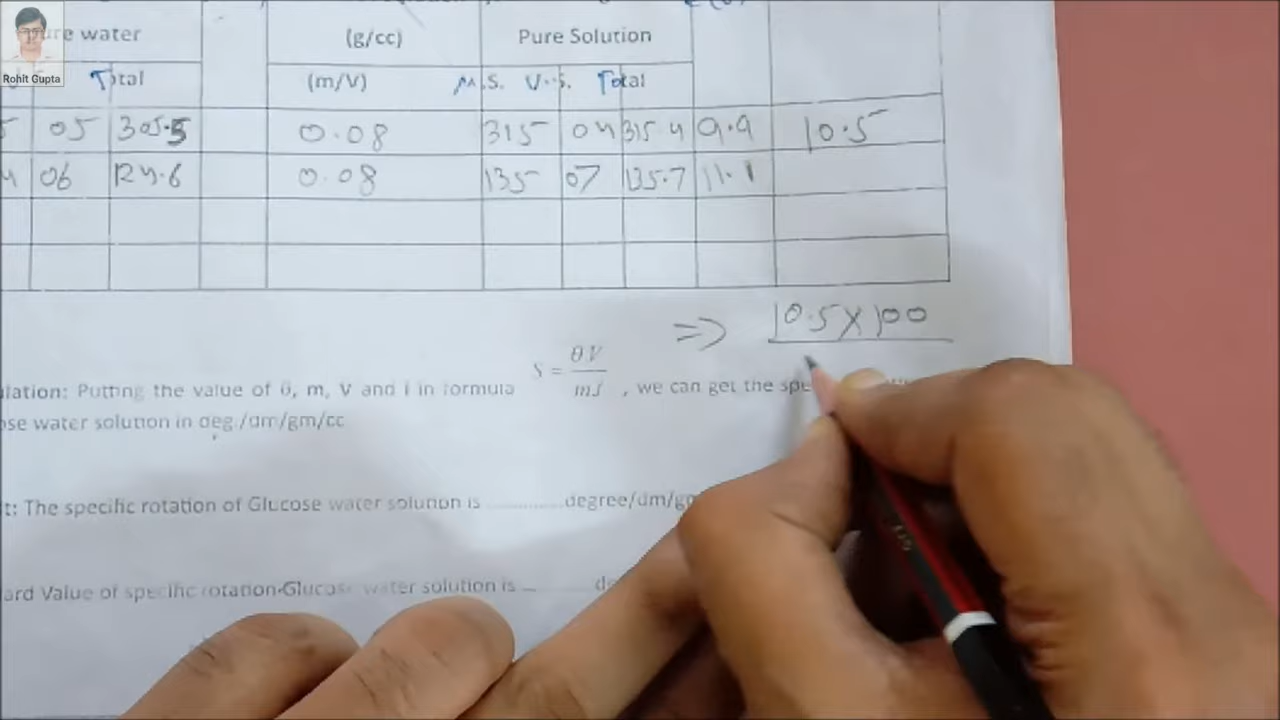 water (g/cc) Pure Solution
Rohit Gupta Total (m/V) M.S. V.S. Total
05 305.5 0.08 315 04 315.4 9.9 10.5
06 124.6 0.08 135 07 135.7 11.1
=> 10.5 X 100
lation: Putting the value of θ, m, V and l in formula S = θV / m.l , we can get the spe
ose water solution in deg./dm/gm/cc
t: The specific rotation of Glucose water solution is ............degree/dm/g
ard Value of specific rotation-Glucose water solution is